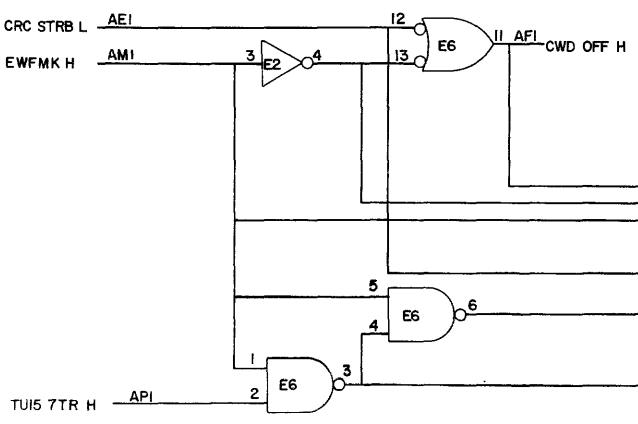 CRC STRB L AE1 12 E6 11 AF1 CWD OFF H
EWFMK H AM1 3 E2 4 13
5 E6 6
4
1 E6 3
TU15 7TR H AP1 2